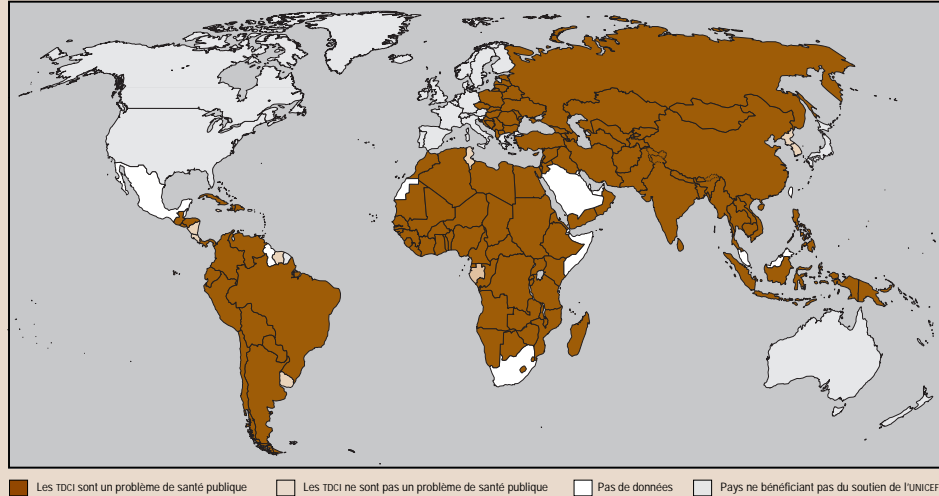 Les TDCI sont un problème de santé publique Les TDCI ne sont pas un problème de santé publique Pas de données Pays ne bénéficiant pas du soutien de l'UNICEF